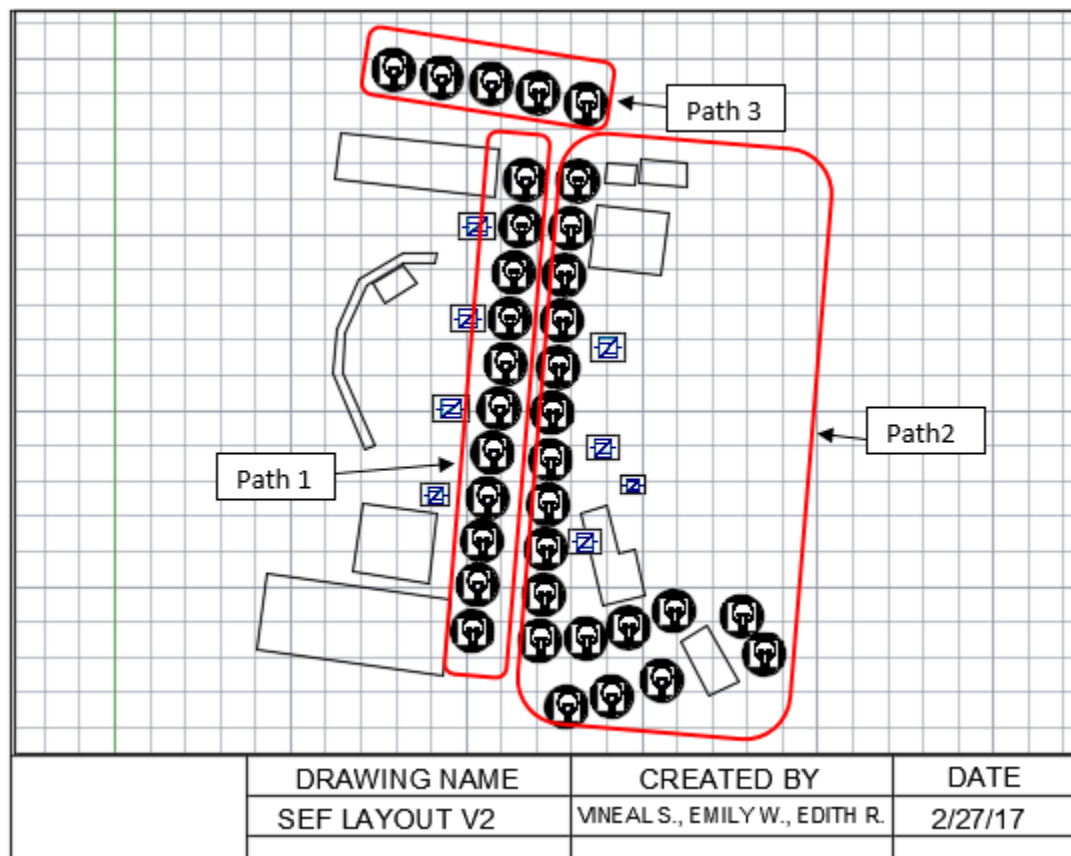 Path 3
Path2
Path 1
Z
Z
Z
Z
Z
Z
Z
Z
DRAWING NAME
CREATED BY
DATE
SEF LAYOUT V2
VINEAL S., EMILY W., EDITH R.
2/27/17